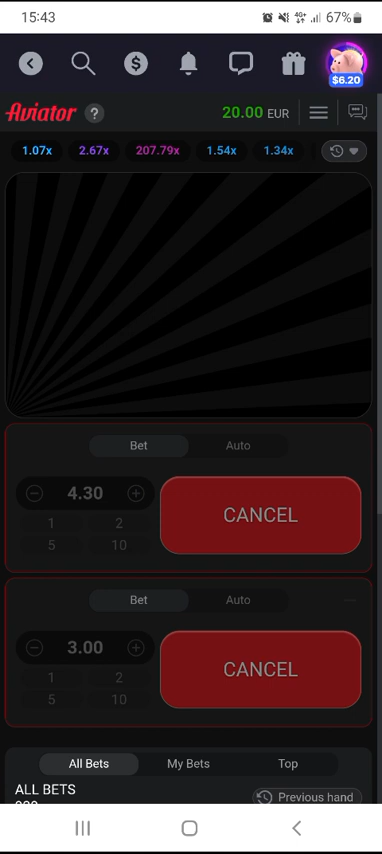 15:43 4G+ 67%
$6.20
Aviator ? 20.00 EUR
1.07x 2.67x 207.79x 1.54x 1.34x
Bet Auto
4.30
1 2
5 10
CANCEL
Bet Auto
3.00
1 2
5 10
CANCEL
All Bets My Bets Top
ALL BETS
Previous hand